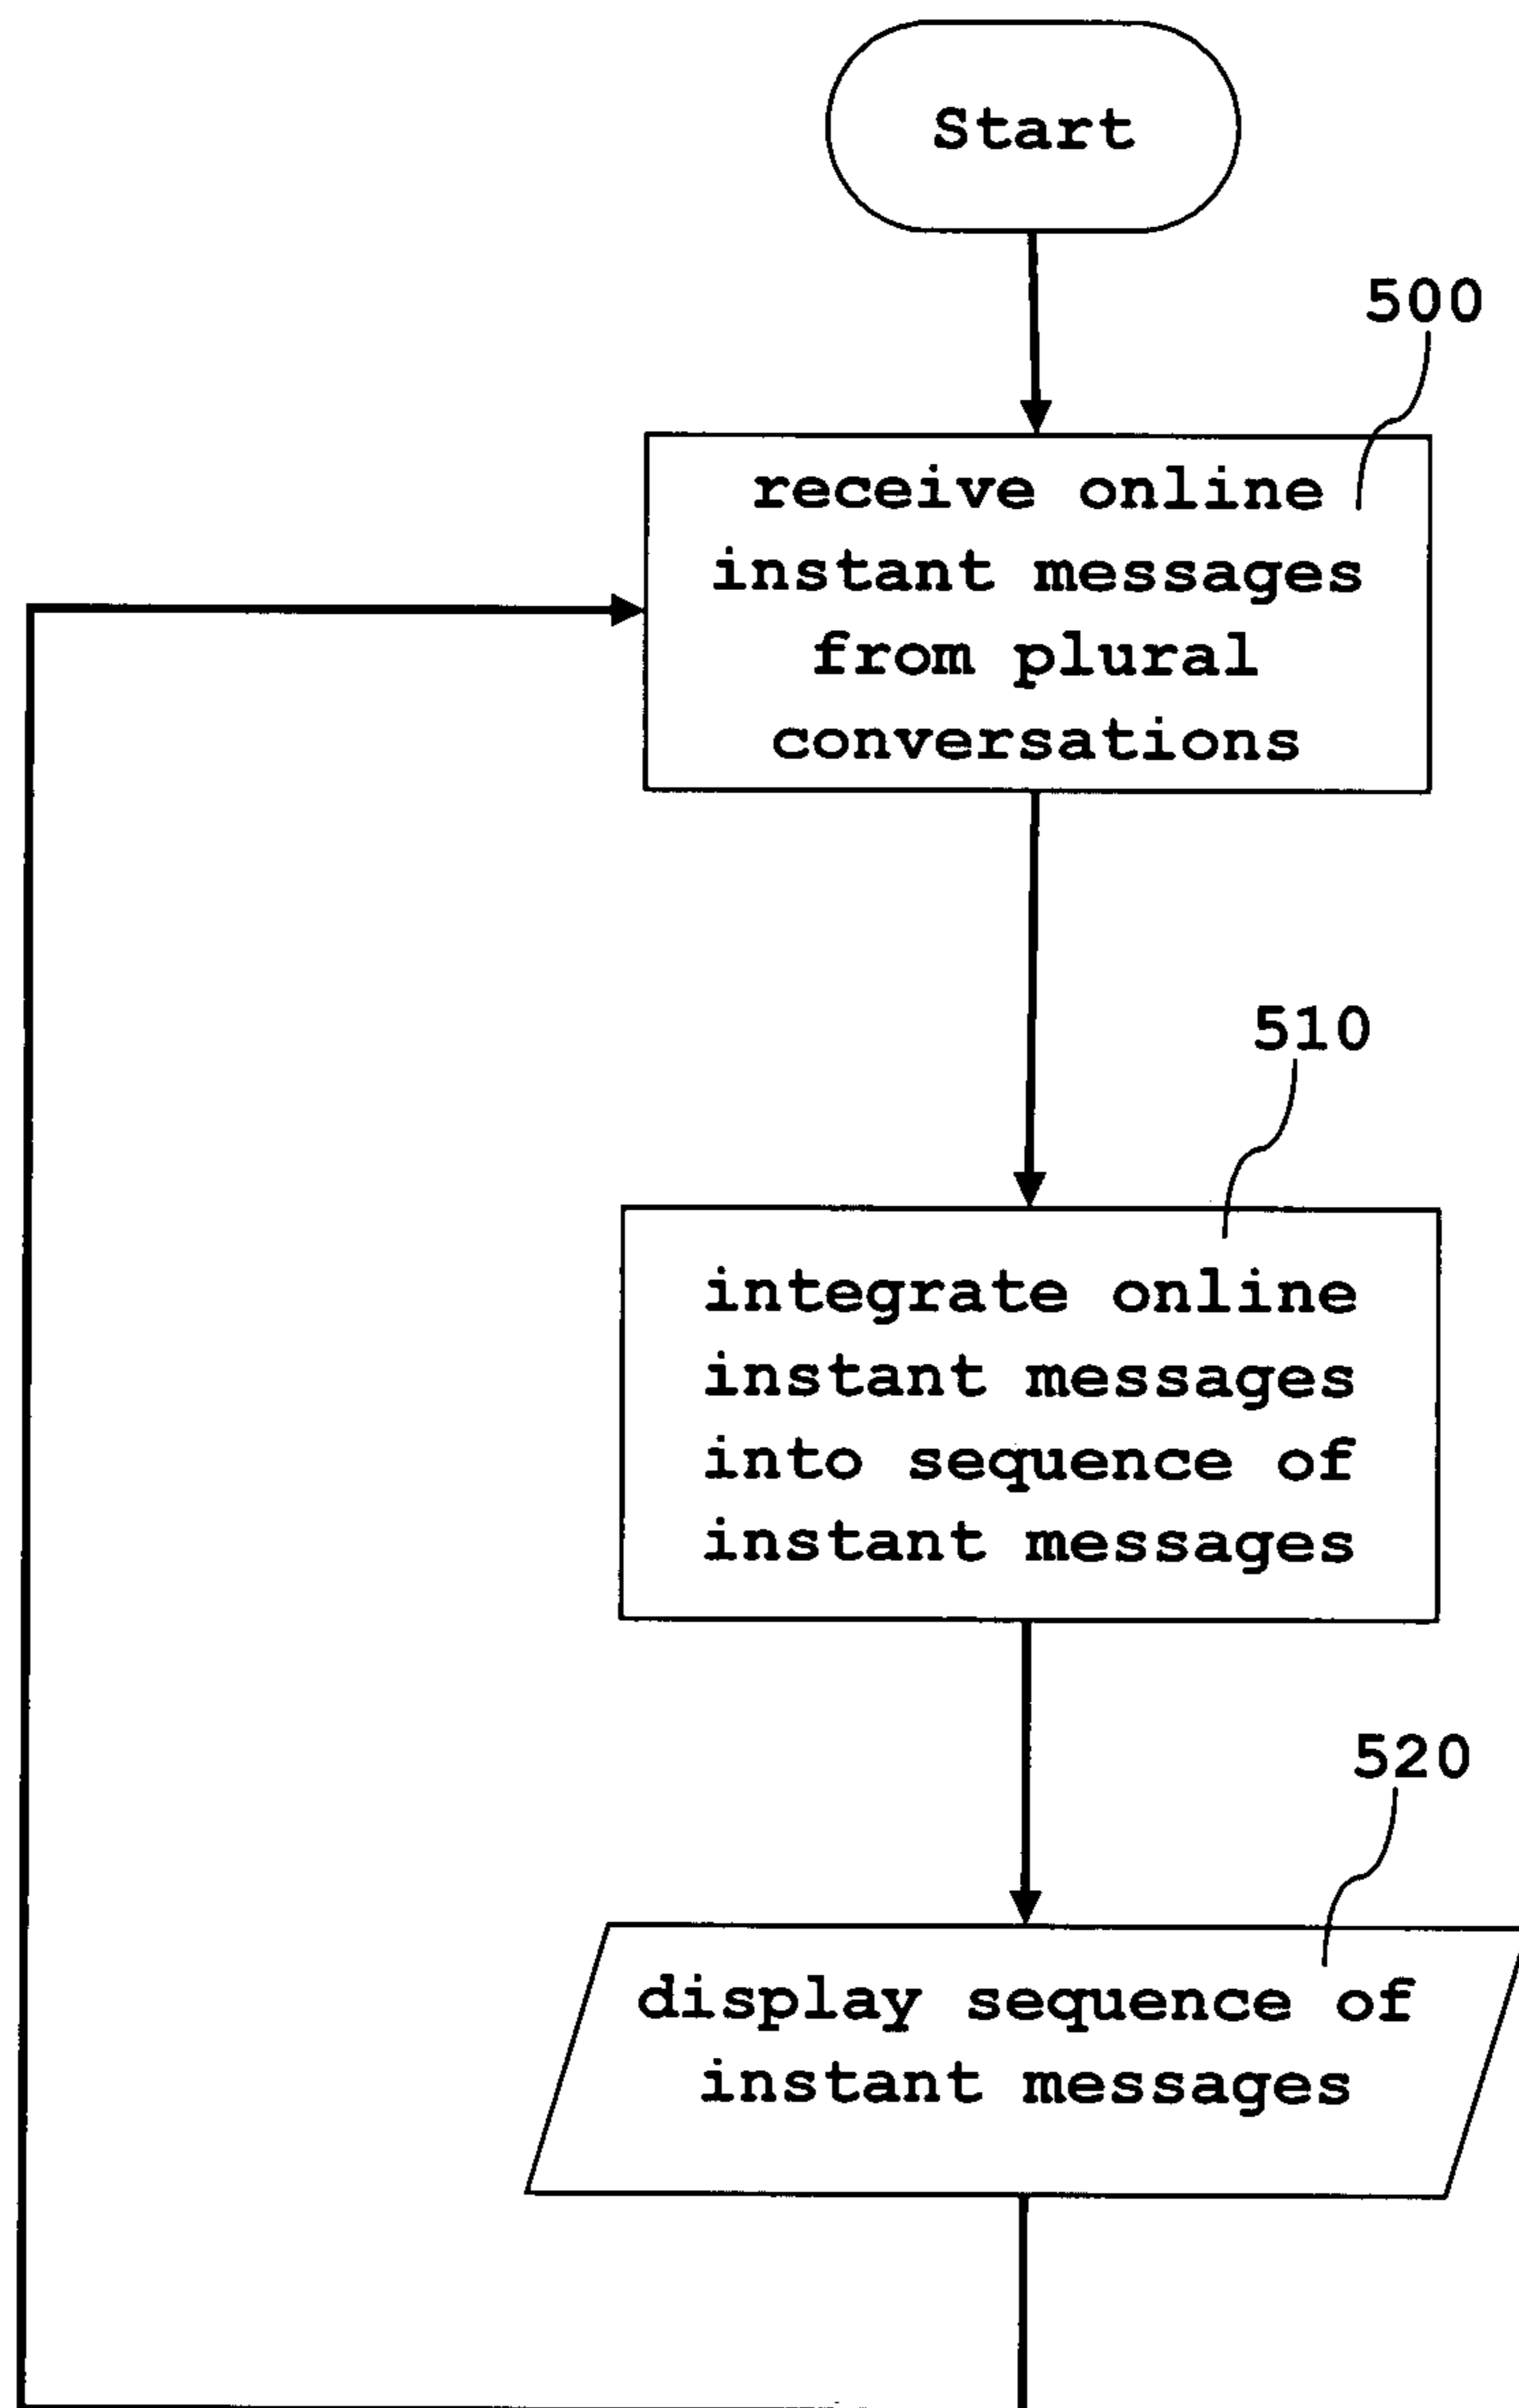 Start
500
receive online
instant messages
from plural
conversations
510
integrate online
instant messages
into sequence of
instant messages
520
display sequence of
instant messages